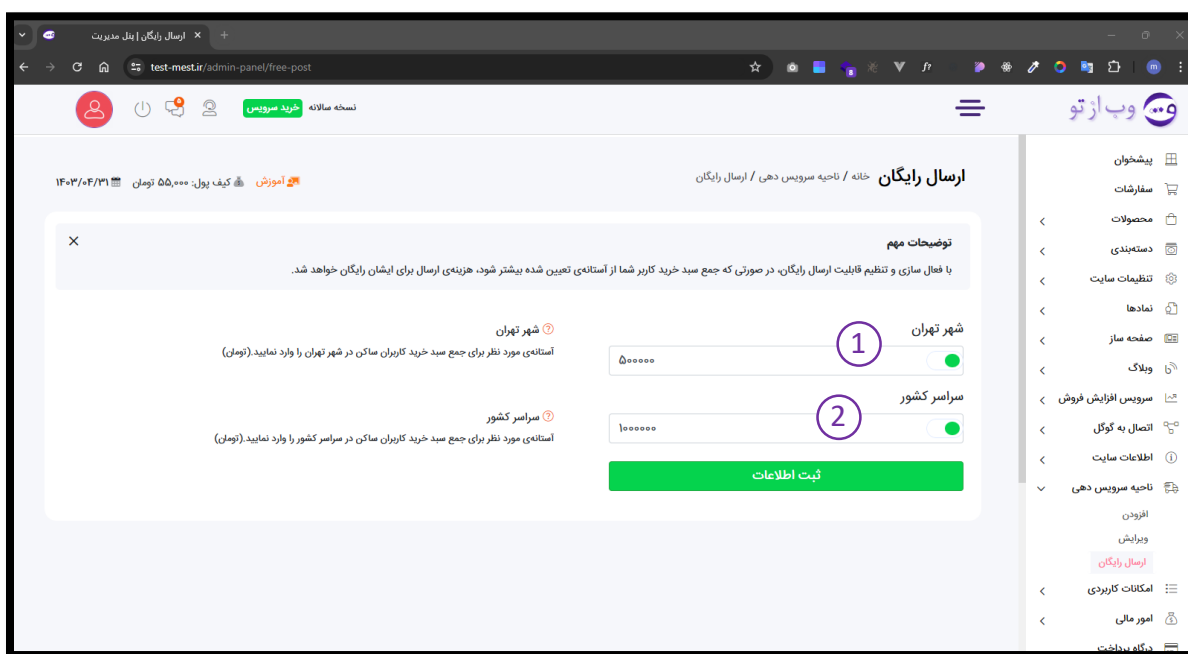 ارسال رایگان | پنل مدیریت
test-mest.ir/admin-panel/free-post
وب از تو
نسخه سالانه خرید سرویس
پیشخوان
سفارشات
محصولات
دسته‌بندی
تنظیمات سایت
نمادها
صفحه ساز
وبلاگ
سرویس افزایش فروش
اتصال به گوگل
اطلاعات سایت
ناحیه سرویس دهی
افزودن
ویرایش
ارسال رایگان
امکانات کاربردی
امور مالی
درگاه پرداخت
ارسال رایگان خانه / ناحیه سرویس دهی / ارسال رایگان
آموزش کیف پول: ۵۵,۰۰۰ تومان ۱۴۰۳/۰۴/۳۱
توضیحات مهم
با فعال سازی و تنظیم قابلیت ارسال رایگان، در صورتی که جمع سبد خرید کاربر شما از آستانه‌ی تعیین شده بیشتر شود، هزینه‌ی ارسال برای ایشان رایگان خواهد شد.
شهر تهران
1
۵۰۰۰۰۰
شهر تهران
آستانه‌ی مورد نظر برای جمع سبد خرید کاربران ساکن در شهر تهران را وارد نمایید.(تومان)
سراسر کشور
2
۱۰۰۰۰۰۰
سراسر کشور
آستانه‌ی مورد نظر برای جمع سبد خرید کاربران ساکن در سراسر کشور را وارد نمایید.(تومان)
ثبت اطلاعات